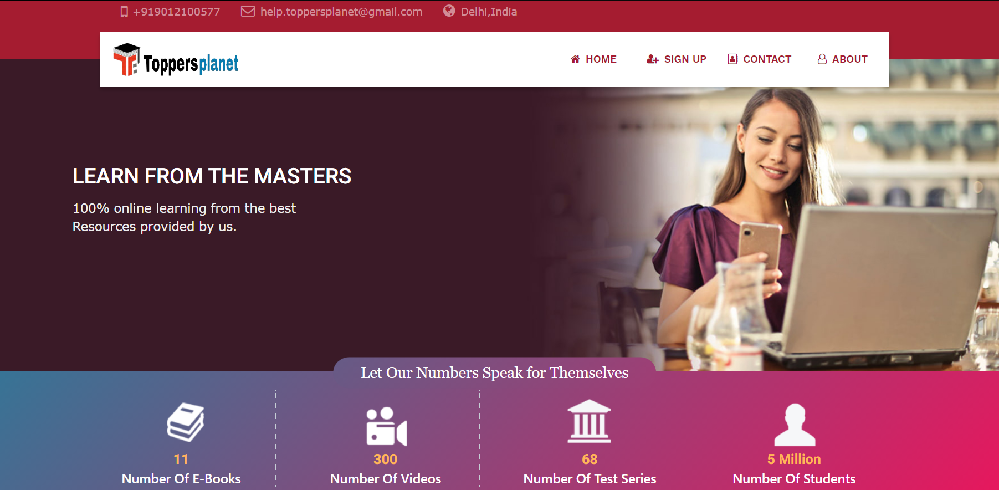 +919012100577 help.toppersplanet@gmail.com Delhi,India
Toppersplanet
HOME SIGN UP CONTACT ABOUT
LEARN FROM THE MASTERS
100% online learning from the best
Resources provided by us.
Let Our Numbers Speak for Themselves
11
Number Of E-Books
300
Number Of Videos
68
Number Of Test Series
5 Million
Number Of Students